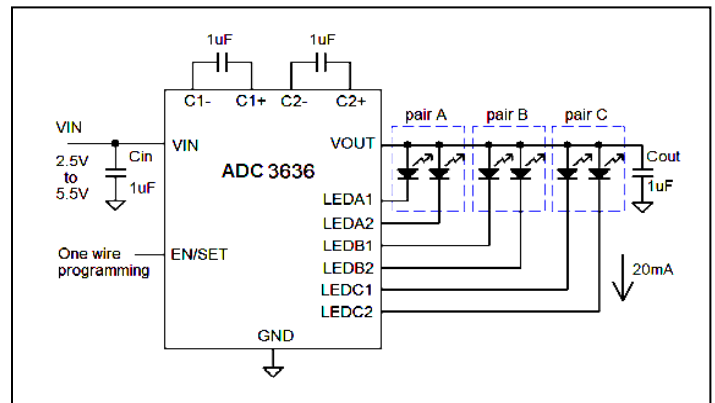 1uF
1uF
C1-
C1+
C2-
C2+
pair A
pair B
pair C
VIN
VIN
VOUT
2.5V
to
5.5V
Cin
1uF
ADC 3636
Cout
1uF
LEDA1
LEDA2
One wire
programming
EN/SET
LEDB1
LEDB2
LEDC1
LEDC2
20mA
GND